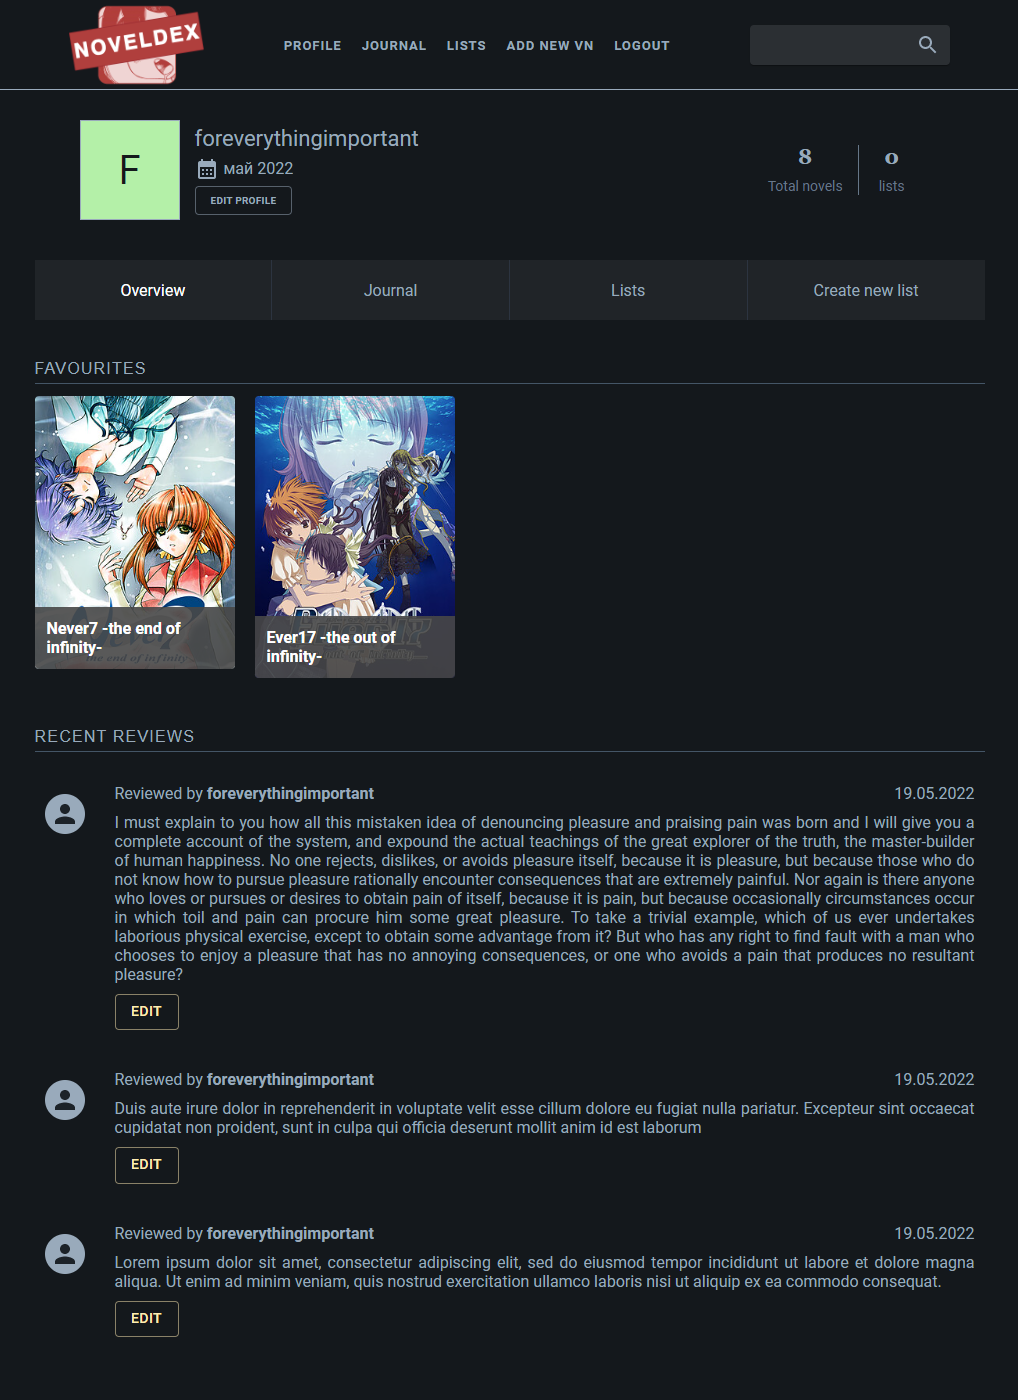 NOVELDEX
PROFILE JOURNAL LISTS ADD NEW VN LOGOUT
F
foreverythingimportant
май 2022
EDIT PROFILE
8
Total novels
0
lists
Overview Journal Lists Create new list
FAVOURITES
Never7 -the end of
infinity-
the end of infinity
Ever17 -the out of
infinity-
RECENT REVIEWS
Reviewed by foreverythingimportant 19.05.2022
I must explain to you how all this mistaken idea of denouncing pleasure and praising pain was born and I will give you a
complete account of the system, and expound the actual teachings of the great explorer of the truth, the master-builder
of human happiness. No one rejects, dislikes, or avoids pleasure itself, because it is pleasure, but because those who do
not know how to pursue pleasure rationally encounter consequences that are extremely painful. Nor again is there anyone
who loves or pursues or desires to obtain pain of itself, because it is pain, but because occasionally circumstances occur
in which toil and pain can procure him some great pleasure. To take a trivial example, which of us ever undertakes
laborious physical exercise, except to obtain some advantage from it? But who has any right to find fault with a man who
chooses to enjoy a pleasure that has no annoying consequences, or one who avoids a pain that produces no resultant
pleasure?
EDIT
Reviewed by foreverythingimportant 19.05.2022
Duis aute irure dolor in reprehenderit in voluptate velit esse cillum dolore eu fugiat nulla pariatur. Excepteur sint occaecat
cupidatat non proident, sunt in culpa qui officia deserunt mollit anim id est laborum
EDIT
Reviewed by foreverythingimportant 19.05.2022
Lorem ipsum dolor sit amet, consectetur adipiscing elit, sed do eiusmod tempor incididunt ut labore et dolore magna
aliqua. Ut enim ad minim veniam, quis nostrud exercitation ullamco laboris nisi ut aliquip ex ea commodo consequat.
EDIT